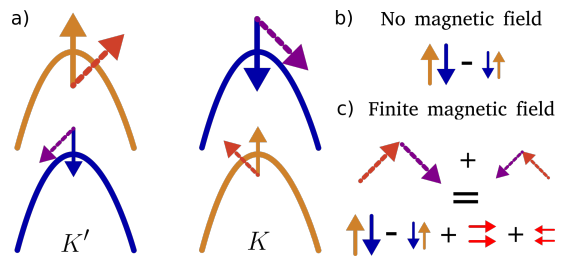 a)
K′
K
b) No magnetic field
-
c) Finite magnetic field
+
=
- + +